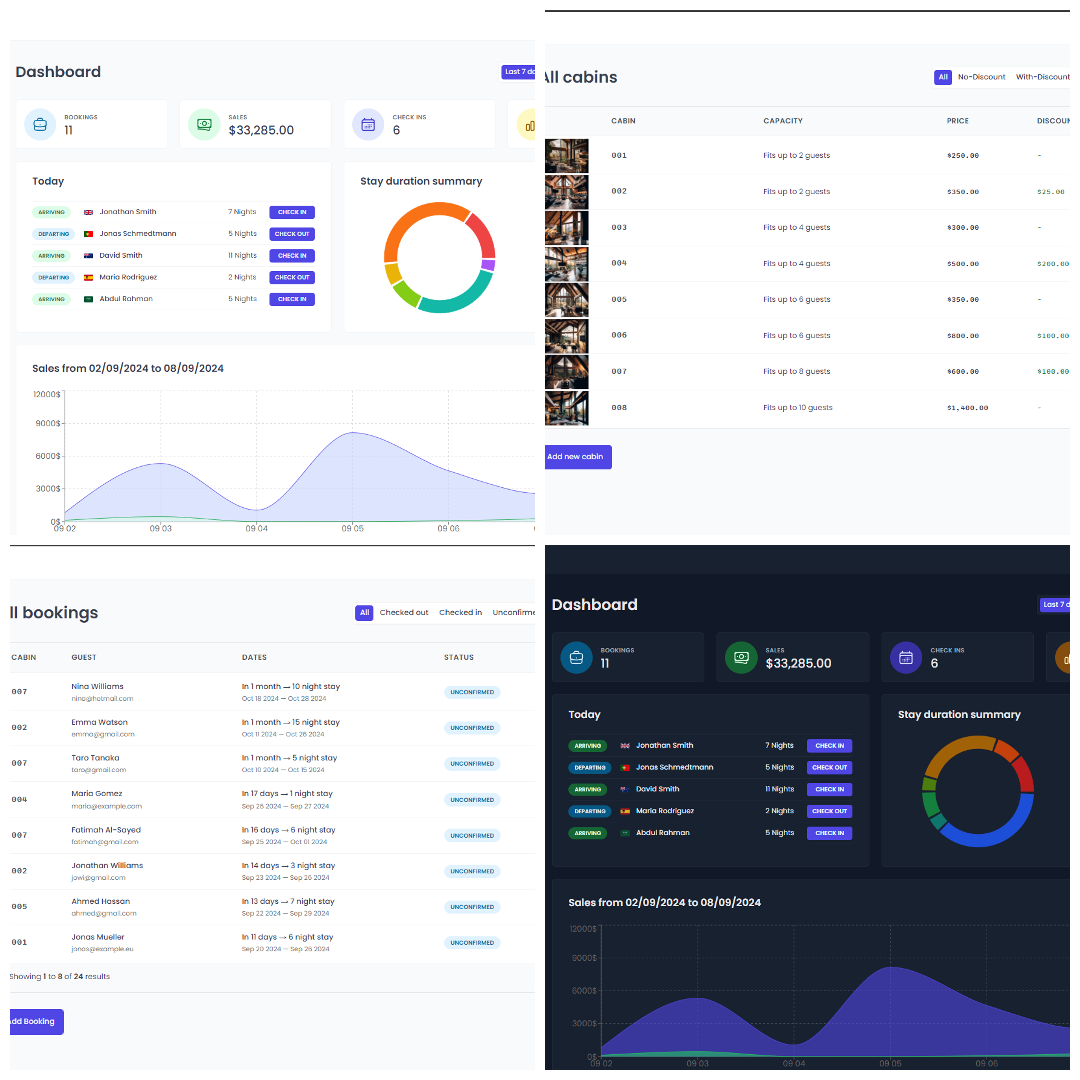 Dashboard
Last 7 d
BOOKINGS
11
SALES
$33,285.00
CHECK INS
6
Today
ARRIVING Jonathan Smith 7 Nights CHECK IN
DEPARTING Jonas Schmedtmann 5 Nights CHECK OUT
ARRIVING David Smith 11 Nights CHECK IN
DEPARTING Maria Rodriguez 2 Nights CHECK OUT
ARRIVING Abdul Rahman 5 Nights CHECK IN
Stay duration summary
Sales from 02/09/2024 to 08/09/2024
12000$
9000$
6000$
3000$
0$
09 02 09 03 09 04 09 05 09 06
All cabins
All No-Discount With-Discount
CABIN CAPACITY PRICE DISCOUN
001 Fits up to 2 guests $250.00 -
002 Fits up to 2 guests $350.00 $25.00
003 Fits up to 4 guests $300.00 -
004 Fits up to 4 guests $500.00 $200.00
005 Fits up to 6 guests $350.00 -
006 Fits up to 6 guests $800.00 $100.00
007 Fits up to 8 guests $600.00 $100.00
008 Fits up to 10 guests $1,400.00 -
Add new cabin
ll bookings
All Checked out Checked in Unconfirme
CABIN GUEST DATES STATUS
007 Nina Williams In 1 month → 10 night stay UNCONFIRMED
nina@hotmail.com Oct 18 2024 — Oct 28 2024
002 Emma Watson In 1 month → 15 night stay UNCONFIRMED
emma@gmail.com Oct 11 2024 — Oct 26 2024
007 Taro Tanaka In 1 month → 5 night stay UNCONFIRMED
taro@gmail.com Oct 10 2024 — Oct 15 2024
004 Maria Gomez In 17 days → 1 night stay UNCONFIRMED
maria@example.com Sep 26 2024 — Sep 27 2024
007 Fatimah Al-Sayed In 16 days → 6 night stay UNCONFIRMED
fatimah@gmail.com Sep 25 2024 — Oct 01 2024
002 Jonathan Williams In 14 days → 3 night stay UNCONFIRMED
jowi@gmail.com Sep 23 2024 — Sep 26 2024
005 Ahmed Hassan In 13 days → 7 night stay UNCONFIRMED
ahmed@gmail.com Sep 22 2024 — Sep 29 2024
001 Jonas Mueller In 11 days → 6 night stay UNCONFIRMED
jonas@example.eu Sep 20 2024 — Sep 26 2024
Showing 1 to 8 of 24 results
dd Booking
Dashboard
Last 7 d
BOOKINGS
11
SALES
$33,285.00
CHECK INS
6
Today
ARRIVING Jonathan Smith 7 Nights CHECK IN
DEPARTING Jonas Schmedtmann 5 Nights CHECK OUT
ARRIVING David Smith 11 Nights CHECK IN
DEPARTING Maria Rodriguez 2 Nights CHECK OUT
ARRIVING Abdul Rahman 5 Nights CHECK IN
Stay duration summary
Sales from 02/09/2024 to 08/09/2024
12000$
9000$
6000$
3000$
0$
09 02 09 03 09 04 09 05 09 06